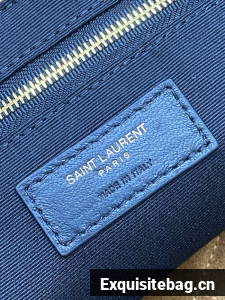 SAINT LAURENT
PARIS
MADE IN ITALY
Exquisitebag.cn